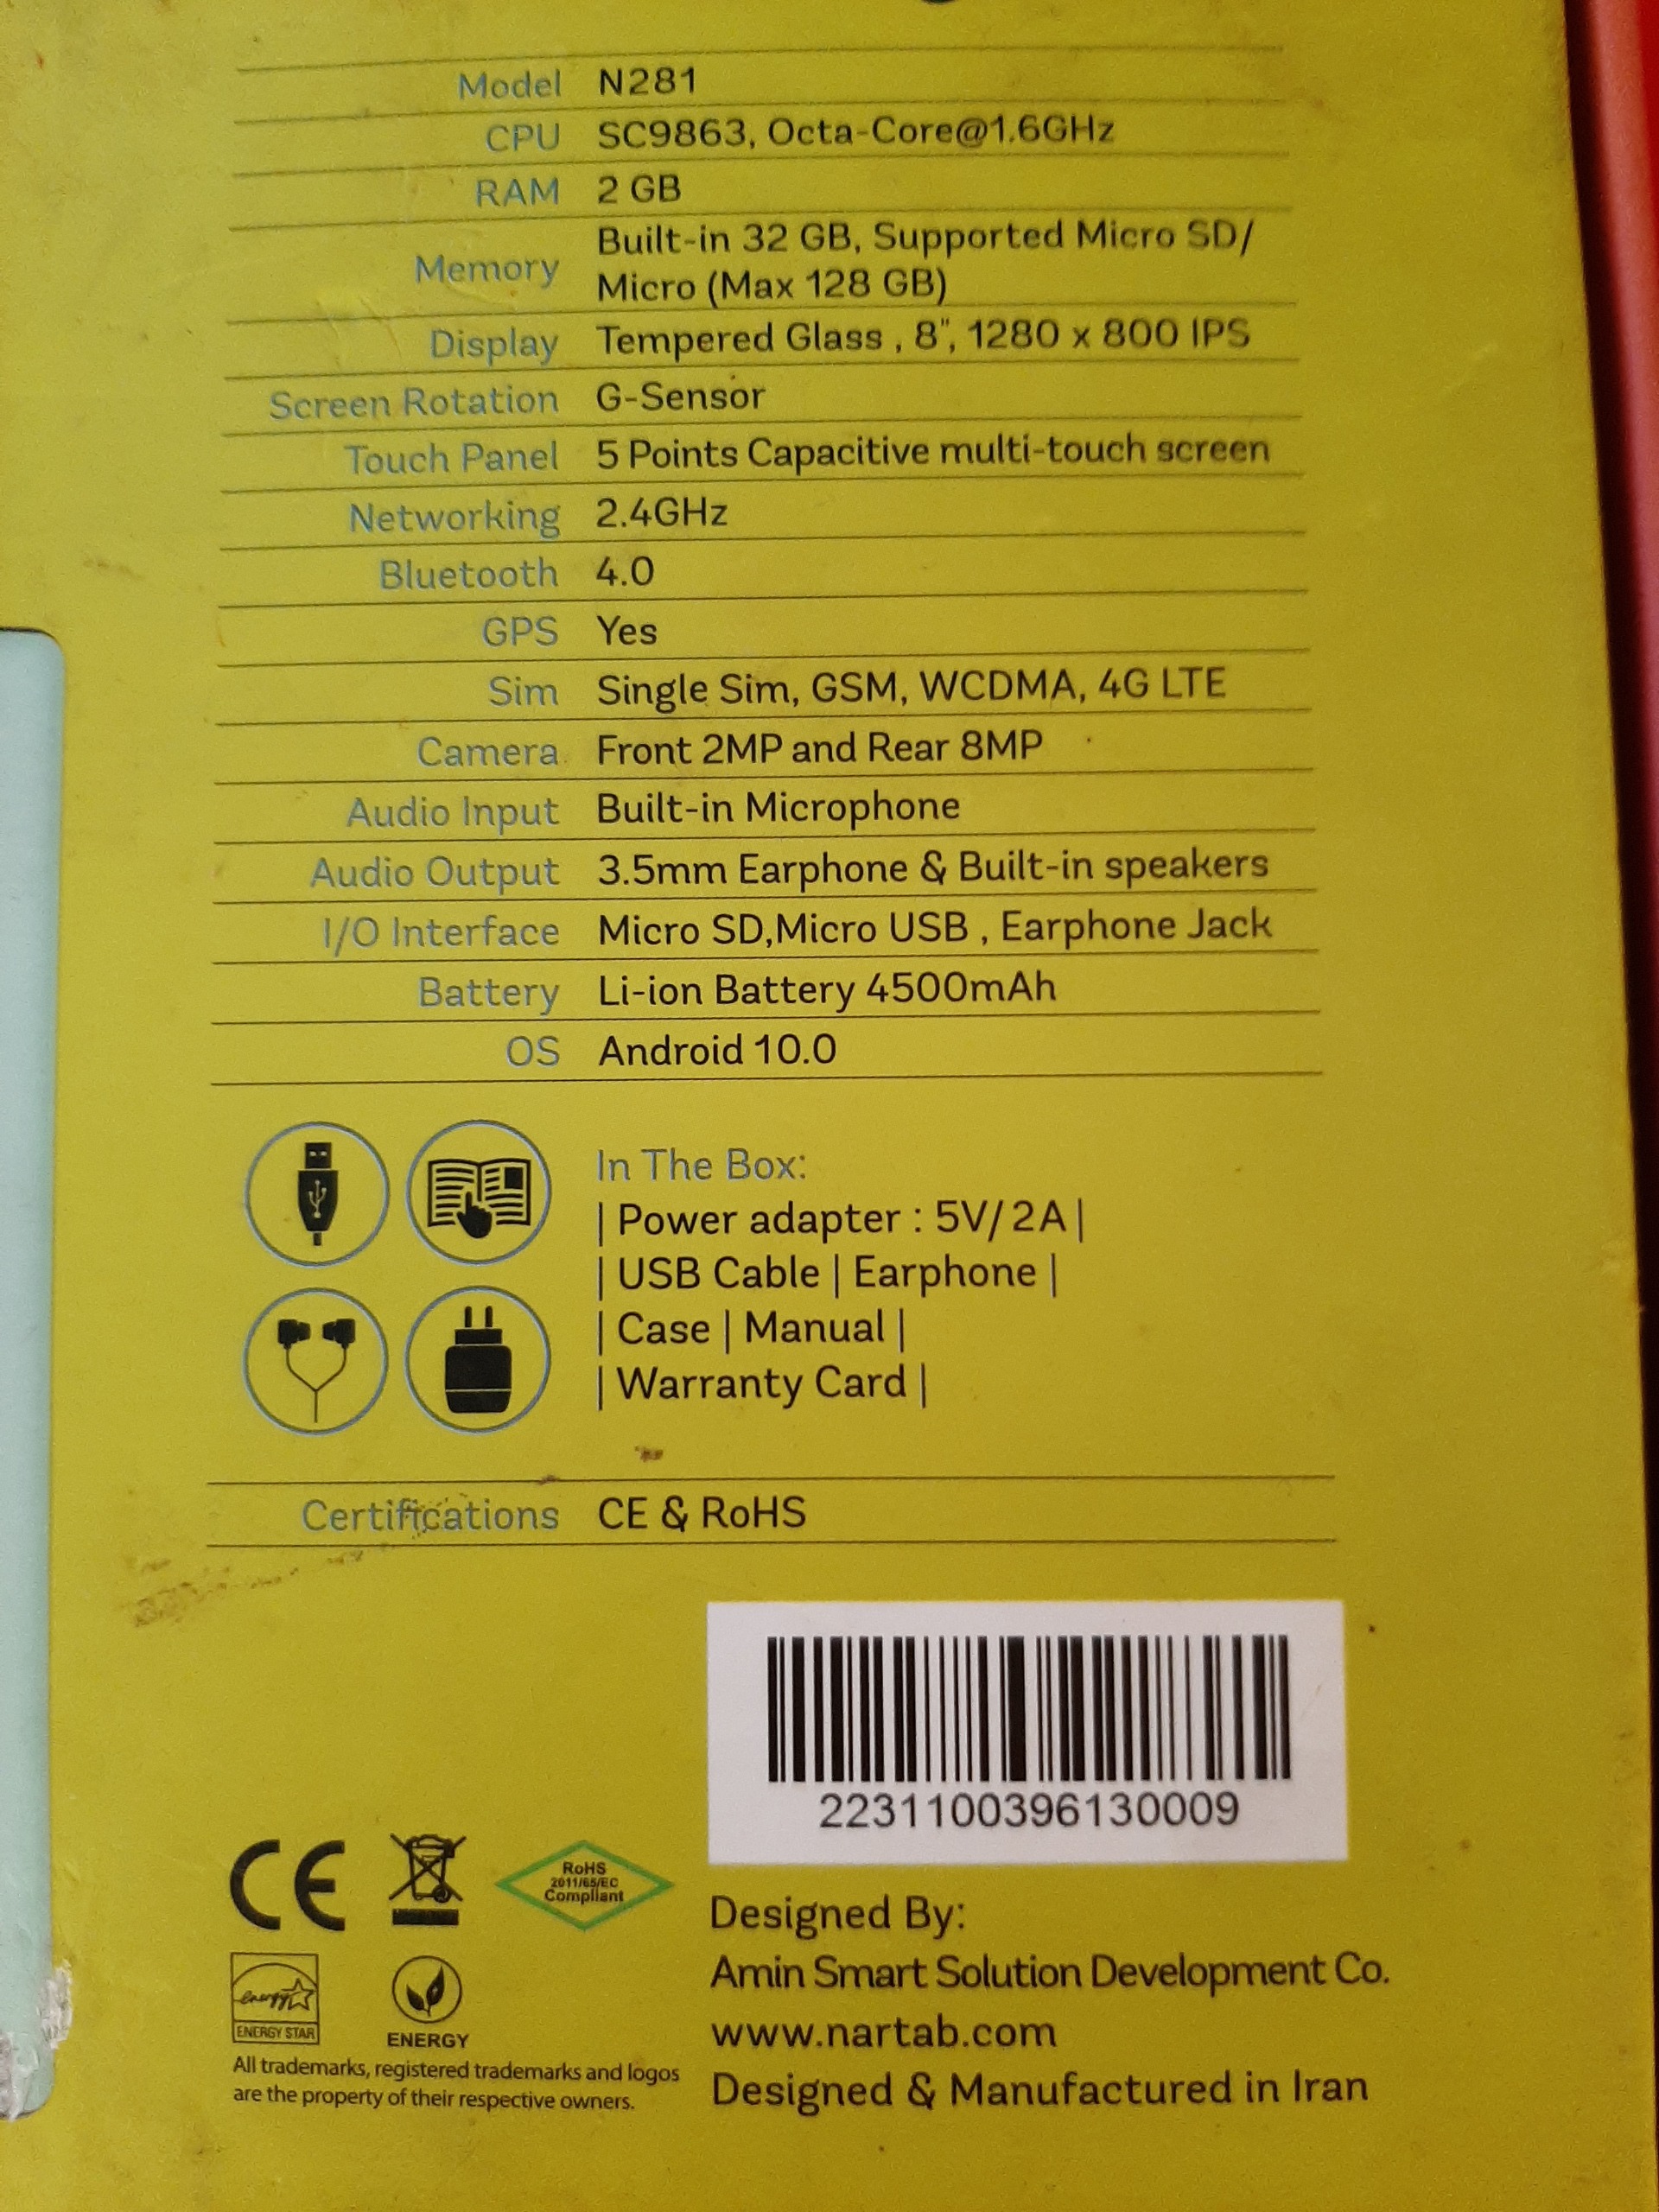 Model N281
CPU SC9863, Octa-Core@1.6GHz
RAM 2 GB
Memory Built-in 32 GB, Supported Micro SD/
Micro (Max 128 GB)
Display Tempered Glass , 8", 1280 x 800 IPS
Screen Rotation G-Sensor
Touch Panel 5 Points Capacitive multi-touch screen
Networking 2.4GHz
Bluetooth 4.0
GPS Yes
Sim Single Sim, GSM, WCDMA, 4G LTE
Camera Front 2MP and Rear 8MP
Audio Input Built-in Microphone
Audio Output 3.5mm Earphone & Built-in speakers
I/O Interface Micro SD,Micro USB , Earphone Jack
Battery Li-ion Battery 4500mAh
OS Android 10.0
In The Box:
| Power adapter : 5V/ 2A |
| USB Cable | Earphone |
| Case | Manual |
| Warranty Card |
Certifications CE & RoHS
2231100396130009
CE
RoHS
2011/65/EC
Compliant
energy
ENERGY STAR
ENERGY
All trademarks, registered trademarks and logos
are the property of their respective owners.
Designed By:
Amin Smart Solution Development Co.
www.nartab.com
Designed & Manufactured in Iran